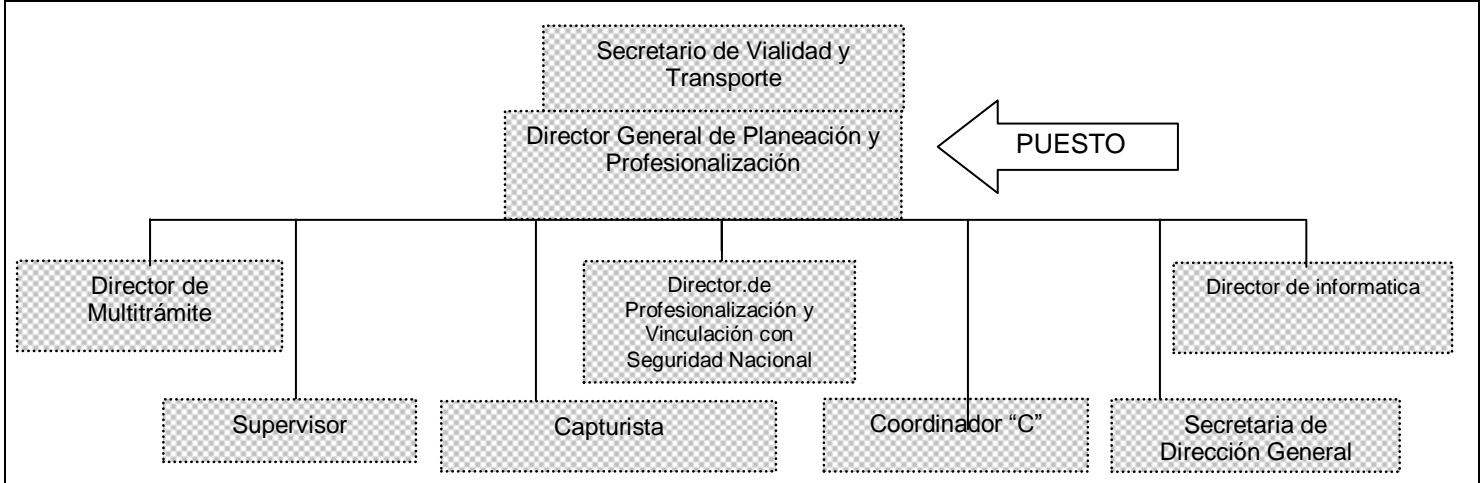 Secretario de Vialidad y
Transporte
Director General de Planeación y
Profesionalización
PUESTO
Director de
Multitrámite
Director.de
Profesionalización y
Vinculación con
Seguridad Nacional
Director de informatica
Supervisor
Capturista
Coordinador “C”
Secretaria de
Dirección General